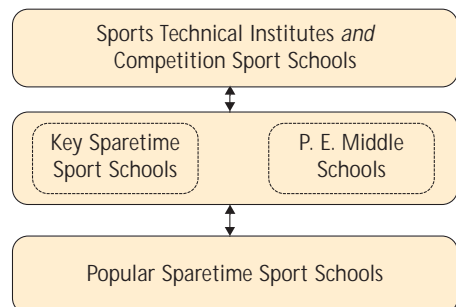 Sports Technical Institutes and
Competition Sport Schools
Key Sparetime
Sport Schools
P. E. Middle
Schools
Popular Sparetime Sport Schools